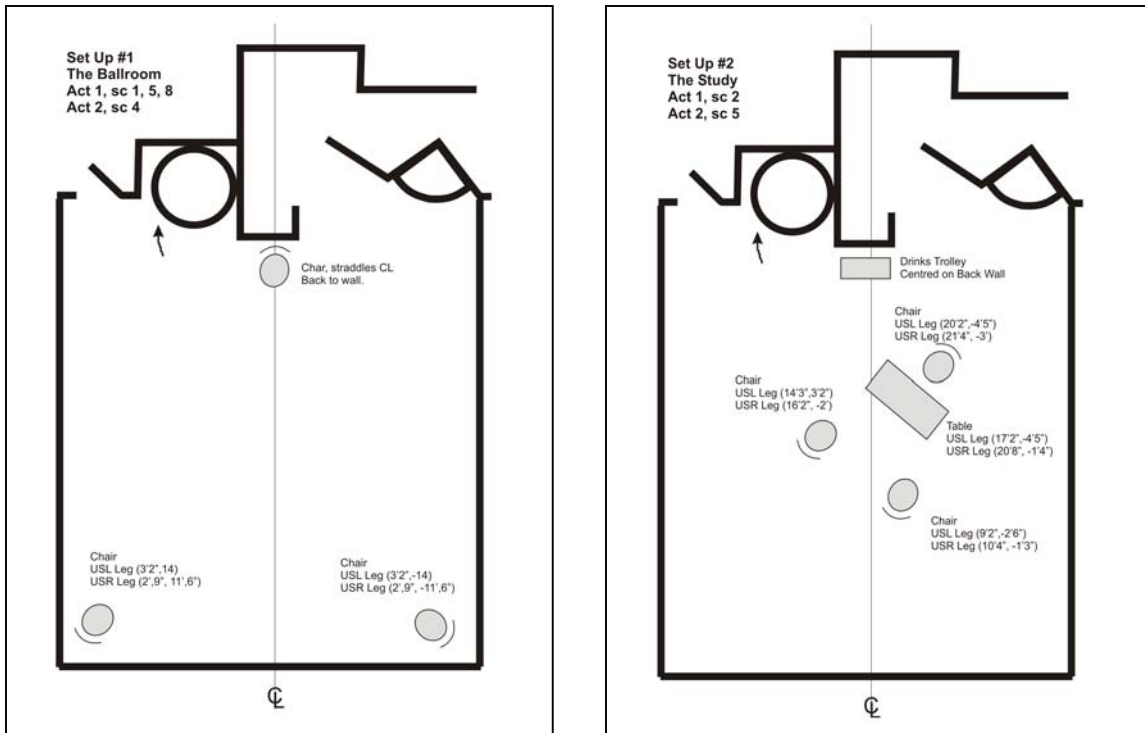 Set Up #1
The Ballroom
Act 1, sc 1, 5, 8
Act 2, sc 4
Char, straddles CL
Back to wall.
Chair
USL Leg (3'2",14)
USR Leg (2',9", 11',6")
Chair
USL Leg (3'2",-14)
USR Leg (2',9", -11',6")
CL
Set Up #2
The Study
Act 1, sc 2
Act 2, sc 5
Drinks Trolley
Centred on Back Wall
Chair
USL Leg (20'2",-4'5")
USR Leg (21'4", -3')
Chair
USL Leg (14'3",3'2")
USR Leg (16'2", -2')
Table
USL Leg (17'2",-4'5")
USR Leg (20'8", -1'4")
Chair
USL Leg (9'2",-2'6")
USR Leg (10'4", -1'3")
CL